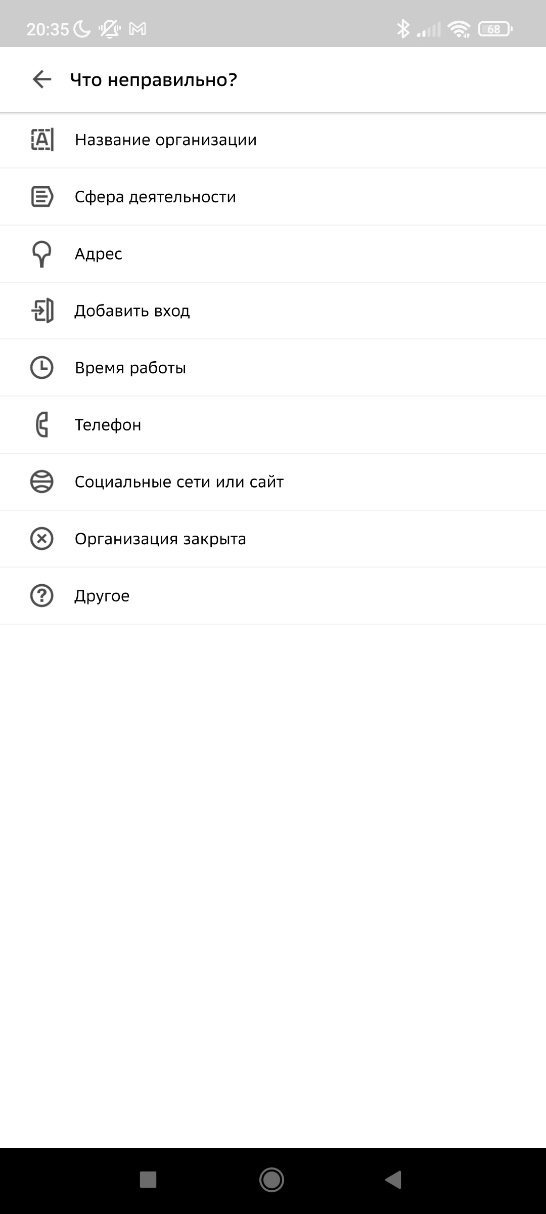 20:35 68
Что неправильно?
Название организации
Сфера деятельности
Адрес
Добавить вход
Время работы
Телефон
Социальные сети или сайт
Организация закрыта
Другое